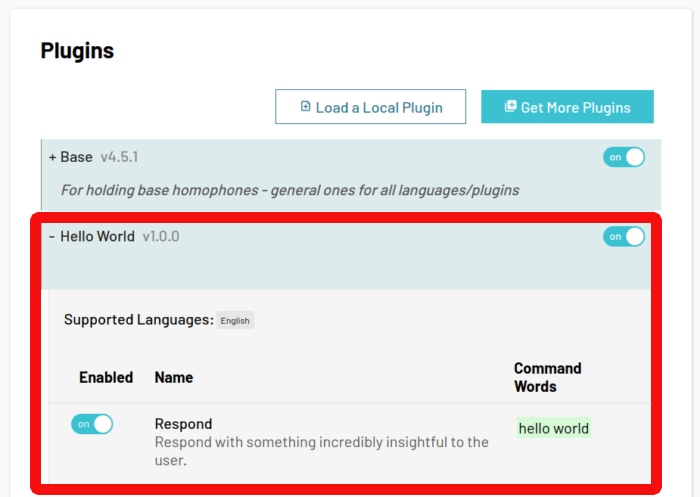 Plugins
Load a Local Plugin
Get More Plugins
+ Base v4.5.1
on
For holding base homophones - general ones for all languages/plugins
- Hello World v1.0.0
on
Supported Languages: English
Enabled Name Command Words
on
Respond
hello world
Respond with something incredibly insightful to the
user.